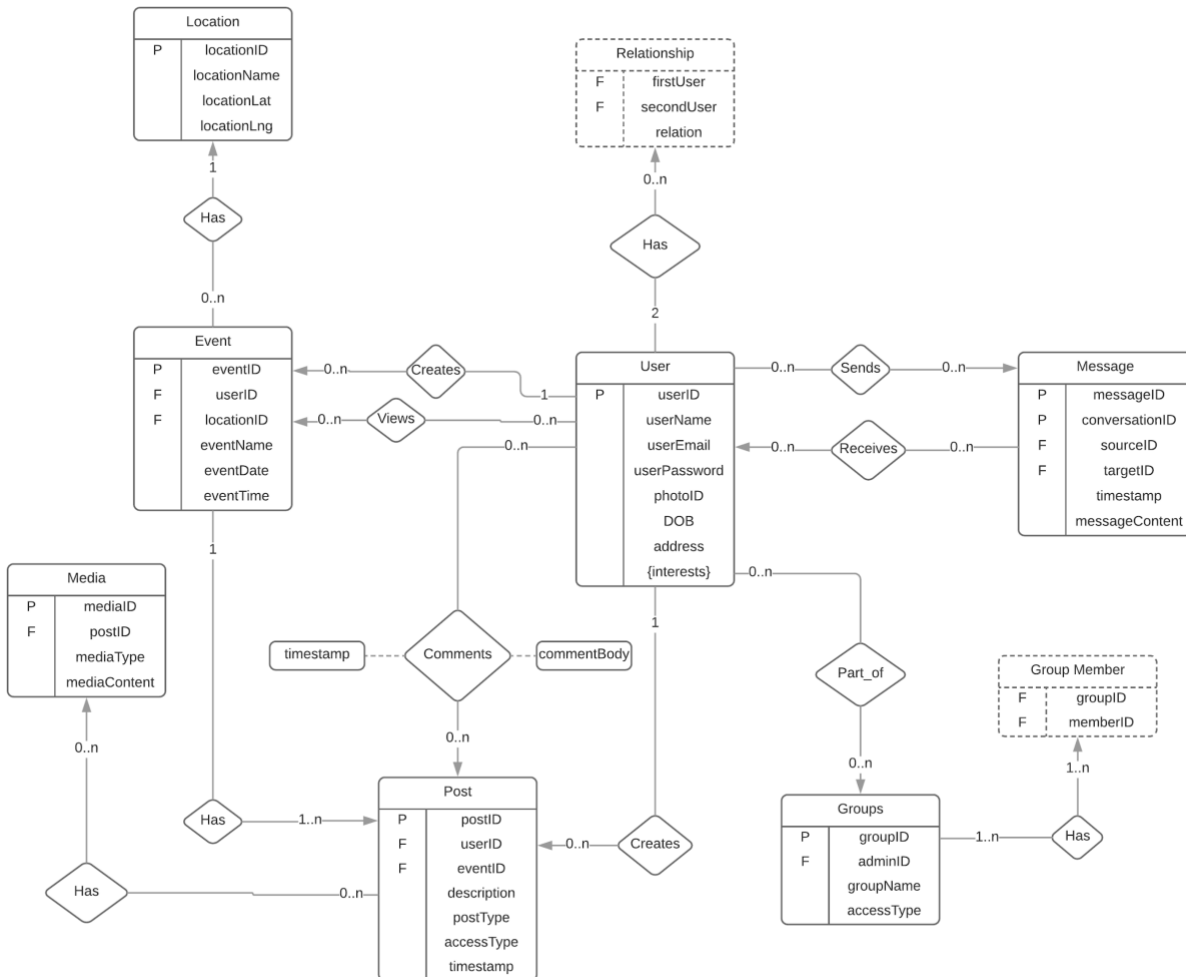 Location
P locationID
locationName
locationLat
locationLng
1
Has
0..n
Relationship
F firstUser
F secondUser
relation
0..n
Has
2
Event
P eventID
F userID
F locationID
eventName
eventDate
eventTime
0..n Creates 1
0..n Views 0..n
0..n
User
P userID
userName
userEmail
userPassword
photoID
DOB
address
{interests}
0..n Sends 0..n
0..n Receives 0..n
Message
P messageID
P conversationID
F sourceID
F targetID
timestamp
messageContent
1
Media
P mediaID
F postID
mediaType
mediaContent
0..n
Has
0..n
timestamp Comments commentBody
0..n
1
Creates
0..n
0..n
Part_of
0..n
Group Member
F groupID
F memberID
1..n
Has
1..n
Has 1..n
Post
P postID
F userID
F eventID
description
postType
accessType
timestamp
Groups
P groupID
F adminID
groupName
accessType